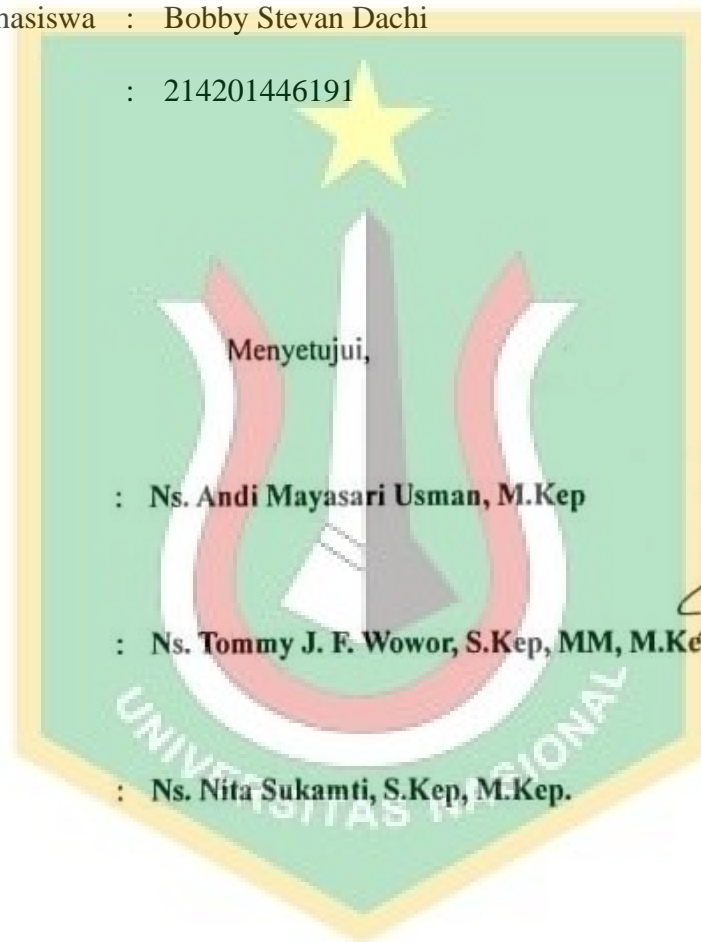 hasiswa : Bobby Stevan Dachi
: 214201446191
Menyetujui,
: Ns. Andi Mayasari Usman, M.Kep
: Ns. Tommy J. F. Wowor, S.Kep, MM, M.Ke
: Ns. Nita Sukamti, S.Kep, M.Kep.
UNIVERSITAS NASIONAL